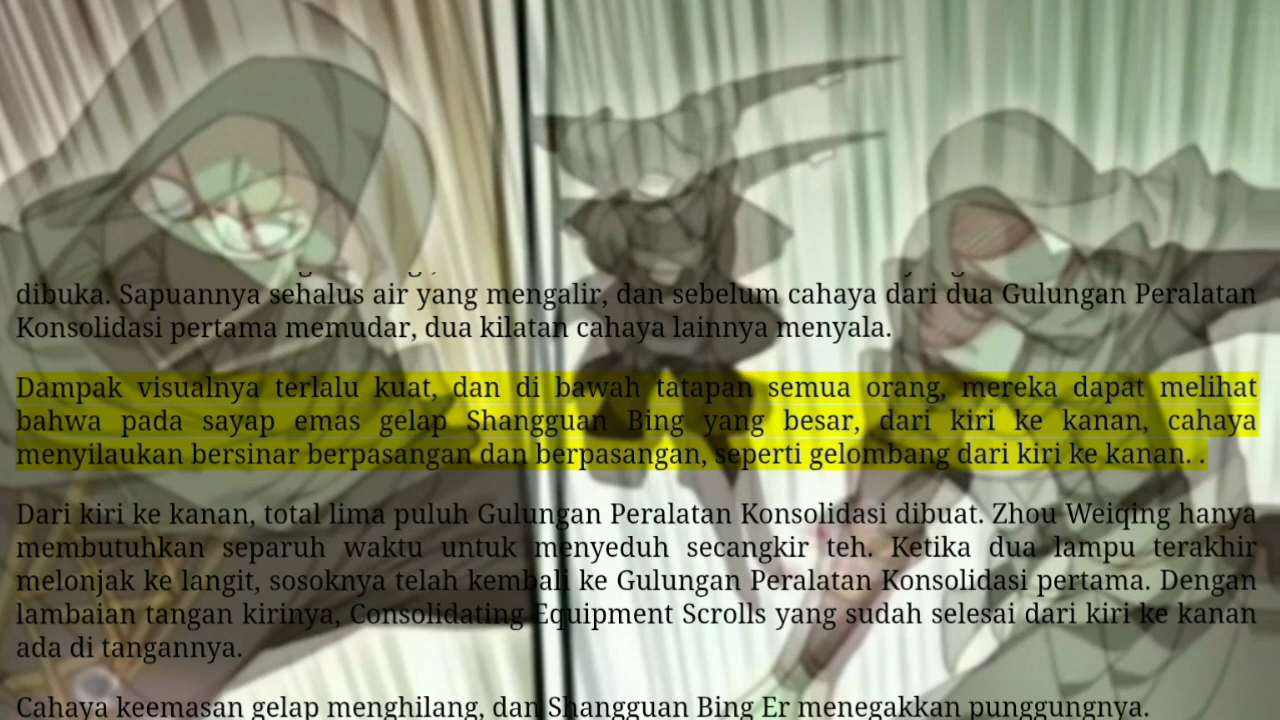 dibuka. Sapuannya sehalus air yang mengalir, dan sebelum cahaya dari dua Gulungan Peralatan
Konsolidasi pertama memudar, dua kilatan cahaya lainnya menyala.
Dampak visualnya terlalu kuat, dan di bawah tatapan semua orang, mereka dapat melihat
bahwa pada sayap emas gelap Shangguan Bing yang besar, dari kiri ke kanan, cahaya
menyilaukan bersinar berpasangan dan berpasangan, seperti gelombang dari kiri ke kanan. .
Dari kiri ke kanan, total lima puluh Gulungan Peralatan Konsolidasi dibuat. Zhou Weiqing hanya
membutuhkan separuh waktu untuk menyeduh secangkir teh. Ketika dua lampu terakhir
melonjak ke langit, sosoknya telah kembali ke Gulungan Peralatan Konsolidasi pertama. Dengan
lambaian tangan kirinya, Consolidating Equipment Scrolls yang sudah selesai dari kiri ke kanan
ada di tangannya.
Cahaya keemasan gelap menghilang, dan Shangguan Bing Er menegakkan punggungnya.